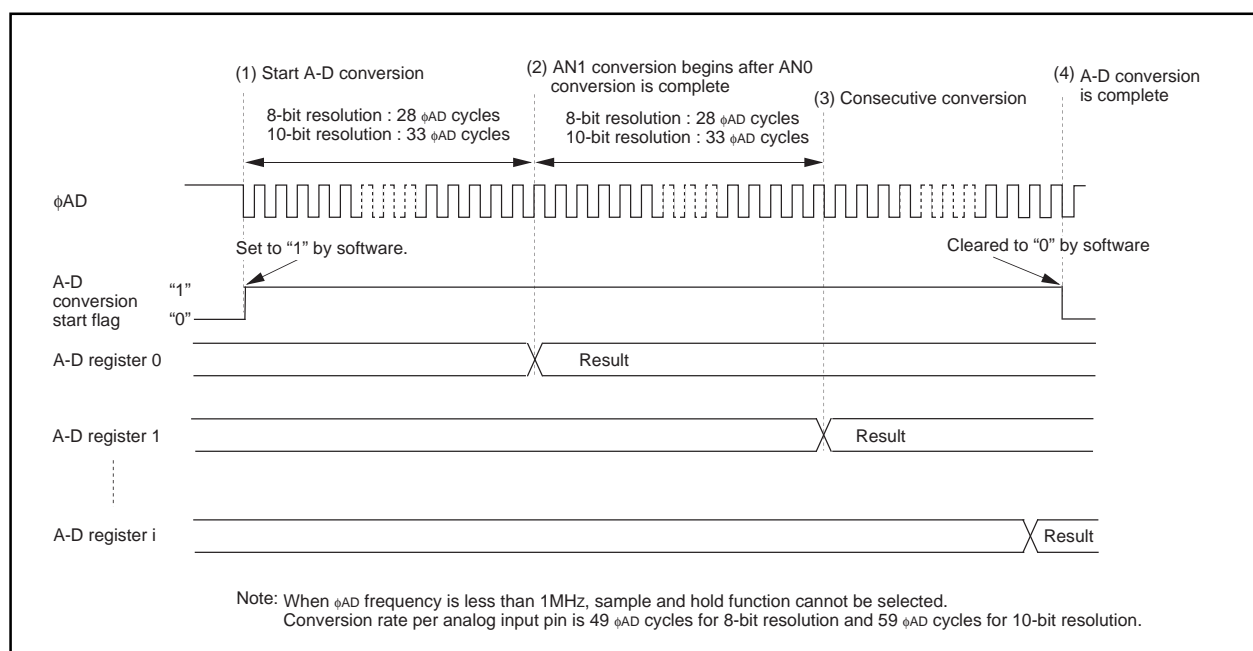 (1) Start A-D conversion
(2) AN1 conversion begins after AN0
conversion is complete
(3) Consecutive conversion
(4) A-D conversion
is complete
8-bit resolution : 28 ϕAD cycles
10-bit resolution : 33 ϕAD cycles
8-bit resolution : 28 ϕAD cycles
10-bit resolution : 33 ϕAD cycles
ϕAD
Set to “1” by software.
Cleared to “0” by software
A-D
conversion
start flag
“1”
“0”
A-D register 0
Result
A-D register 1
Result
A-D register i
Result
Note: When ϕAD frequency is less than 1MHz, sample and hold function cannot be selected.
Conversion rate per analog input pin is 49 ϕAD cycles for 8-bit resolution and 59 ϕAD cycles for 10-bit resolution.